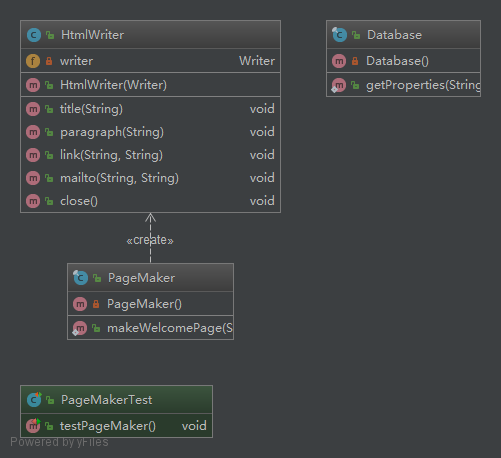 HtmlWriter
writer Writer
HtmlWriter(Writer)
title(String) void
paragraph(String) void
link(String, String) void
mailto(String, String) void
close() void
Database
Database()
getProperties(String
«create»
PageMaker
PageMaker()
makeWelcomePage(S
PageMakerTest
testPageMaker() void
Powered by yFiles